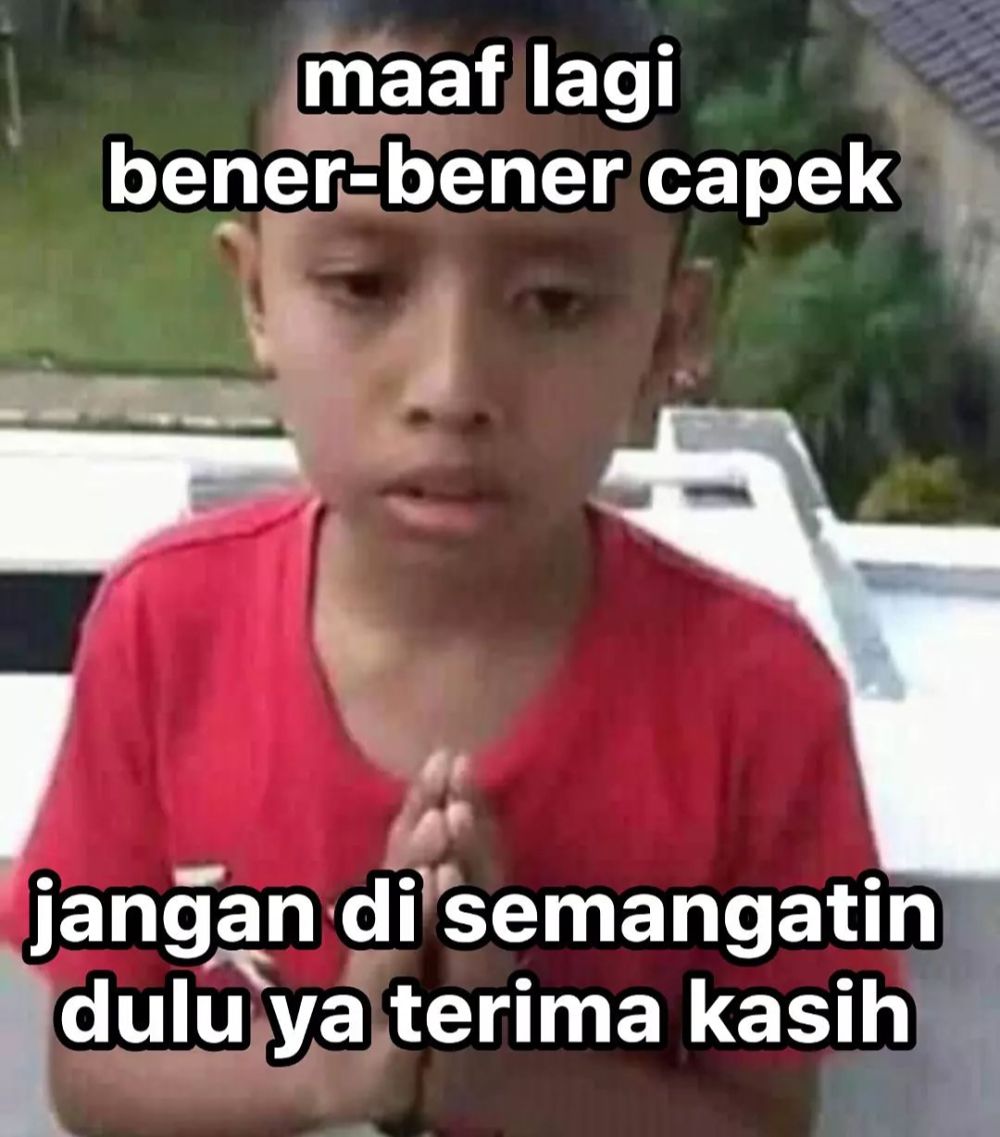 maaf lagi
bener-bener capek
jangan di semangatin
dulu ya terima kasih